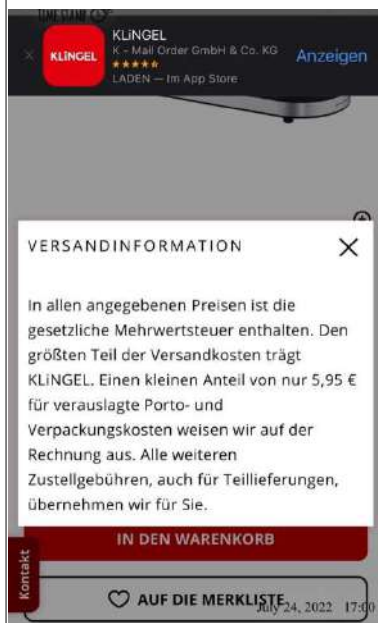 TIME STAMP
KLiNGEL
K - Mail Order GmbH & Co. KG
KLiNGEL
Anzeigen
LADEN — Im App Store
VERSANDINFORMATION
In allen angegebenen Preisen ist die
gesetzliche Mehrwertsteuer enthalten. Den
größten Teil der Versandkosten trägt
KLiNGEL. Einen kleinen Anteil von nur 5,95 €
für verauslagte Porto- und
Verpackungskosten weisen wir auf der
Rechnung aus. Alle weiteren
Zustellgebühren, auch für Teillieferungen,
übernehmen wir für Sie.
IN DEN WARENKORB
Kontakt
AUF DIE MERKLISTE
July 24, 2022 17:00